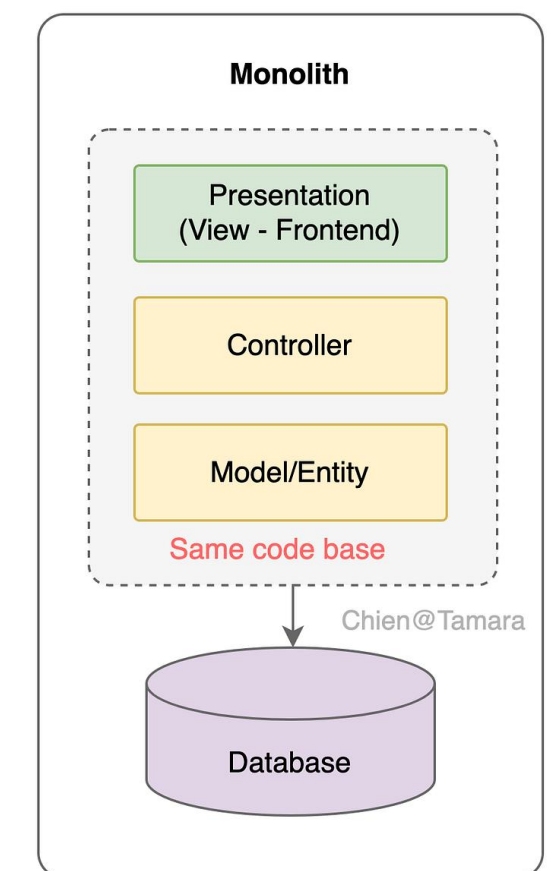 Monolith
Presentation
(View - Frontend)
Controller
Model/Entity
Same code base
Chien@Tamara
Database